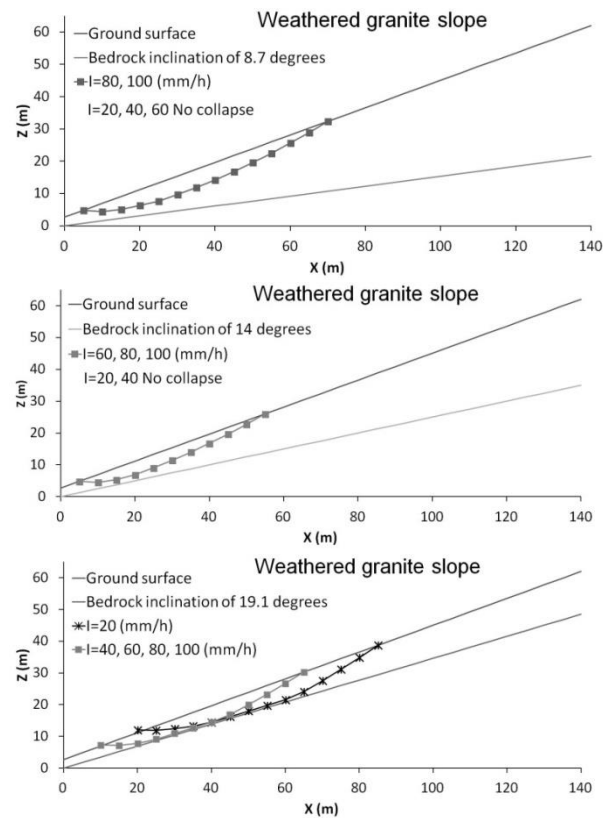 Weathered granite slope
Ground surface
Bedrock inclination of 8.7 degrees
I=80, 100 (mm/h)
I=20, 40, 60 No collapse
Z (m)
60
50
40
30
20
10
0
0 20 40 60 80 100 120 140
X (m)
Weathered granite slope
Ground surface
Bedrock inclination of 14 degrees
I=60, 80, 100 (mm/h)
I=20, 40 No collapse
Z (m)
60
50
40
30
20
10
0
0 20 40 60 80 100 120 140
X (m)
Weathered granite slope
Ground surface
Bedrock inclination of 19.1 degrees
I=20 (mm/h)
I=40, 60, 80, 100 (mm/h)
Z (m)
60
50
40
30
20
10
0
0 20 40 60 80 100 120 140
X (m)